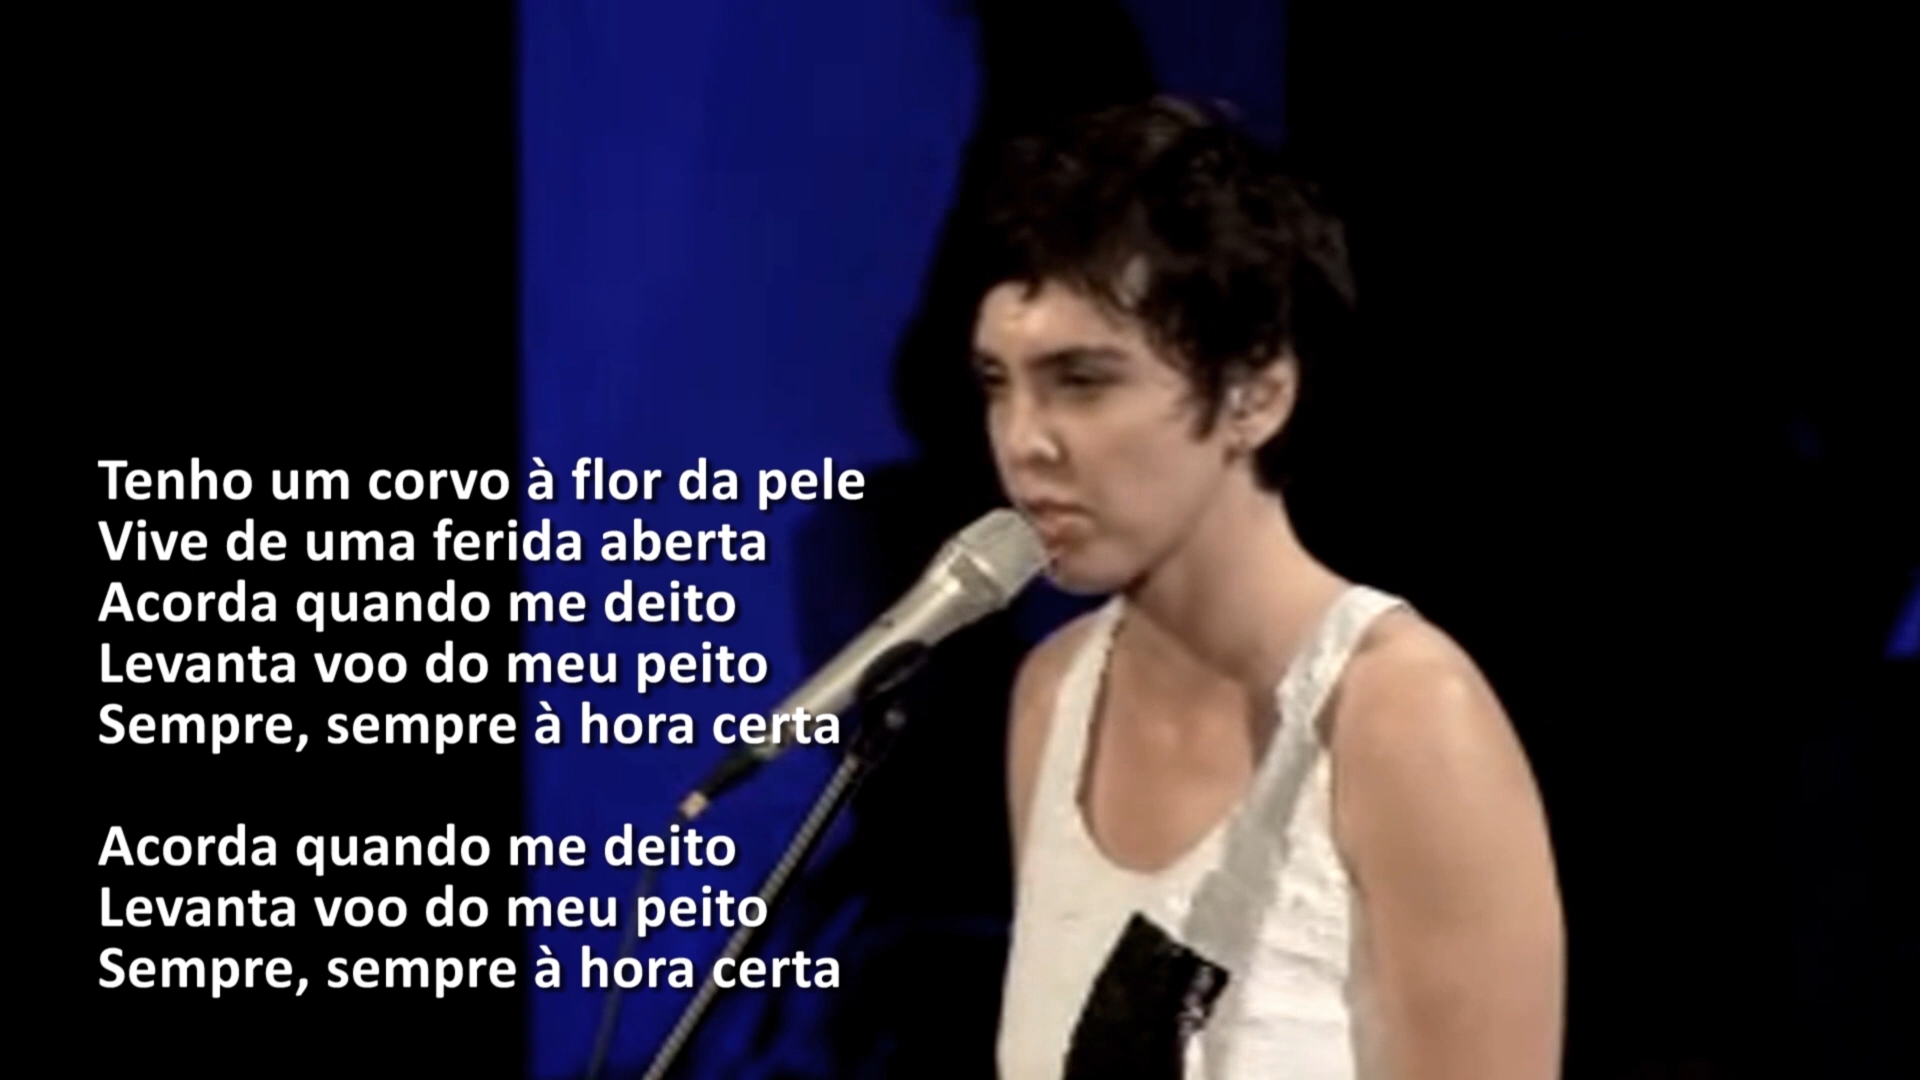 Tenho um corvo à flor da pele
Vive de uma ferida aberta
Acorda quando me deito
Levanta voo do meu peito
Sempre, sempre à hora certa
Acorda quando me deito
Levanta voo do meu peito
Sempre, sempre à hora certa